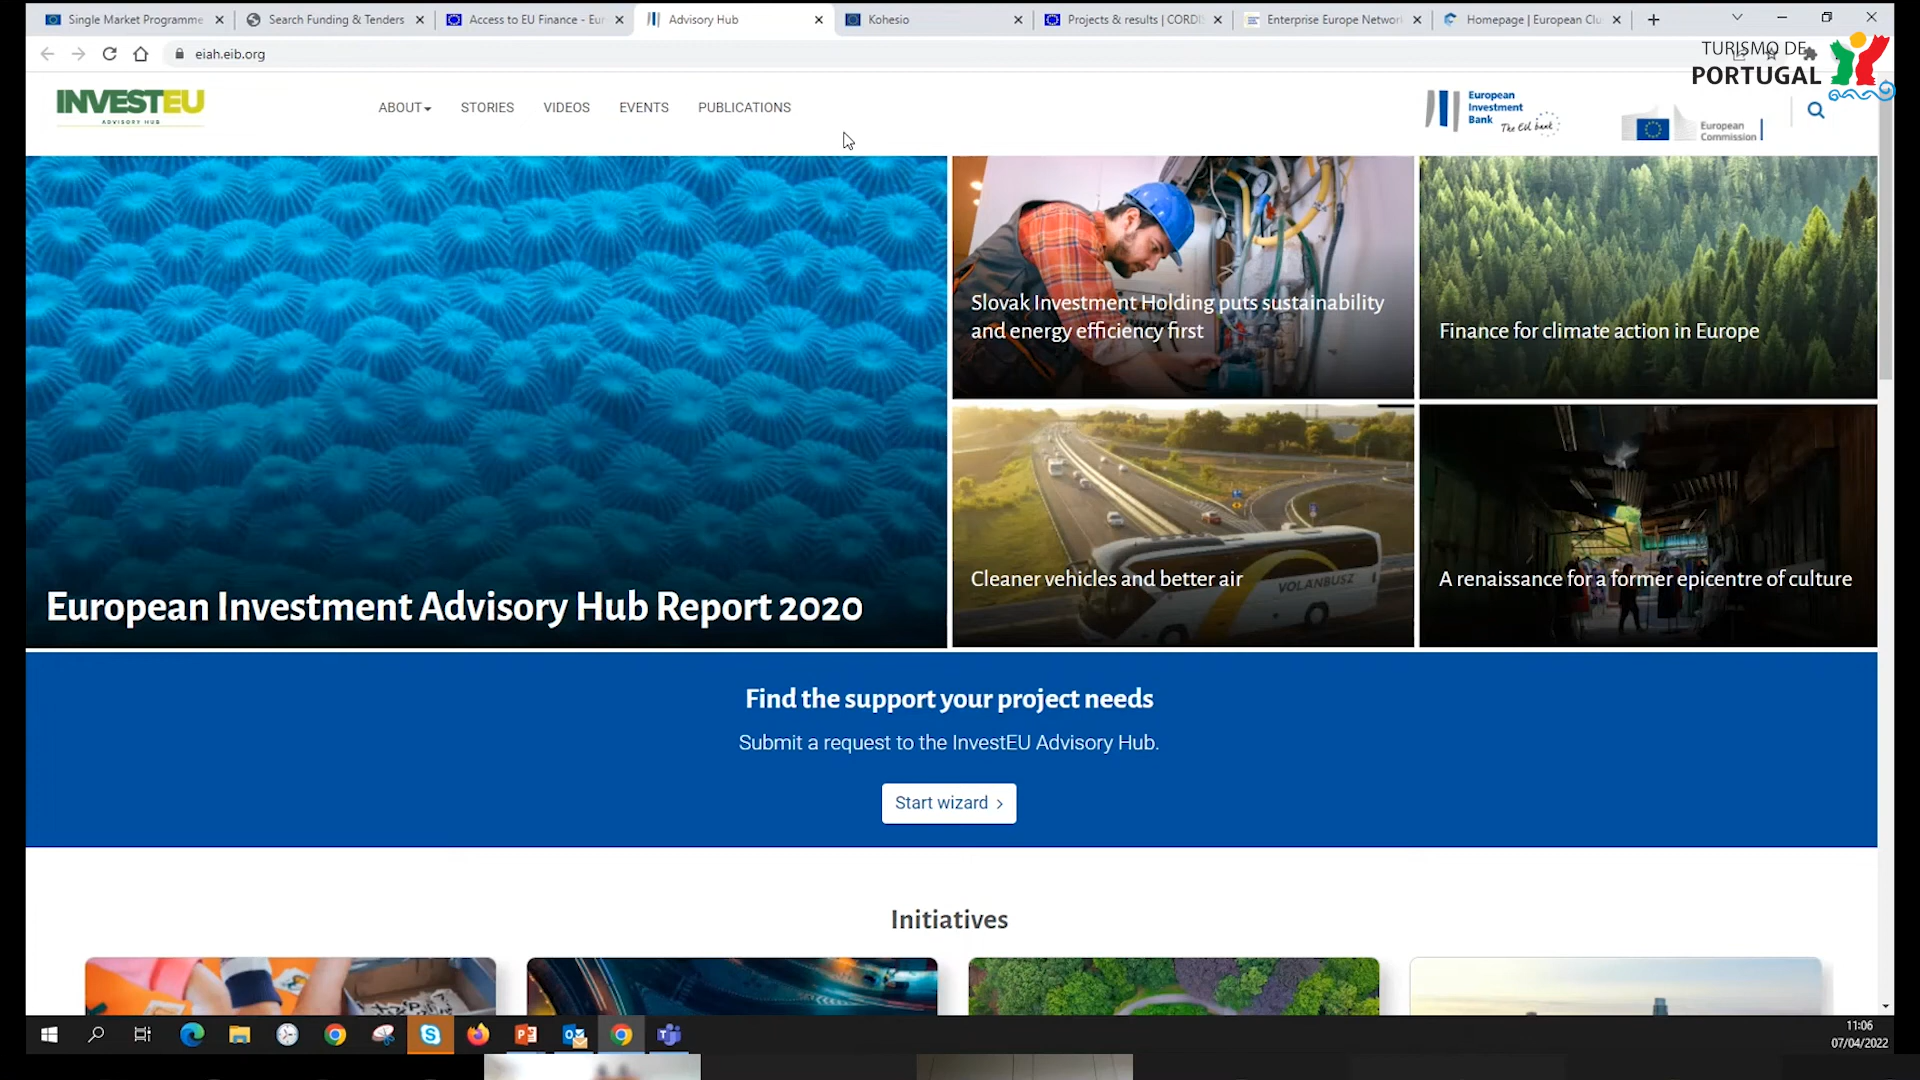 Single Market Programme
Search Funding & Tenders
Access to EU Finance - Eur
Advisory Hub
Kohesio
Projects & results | CORDI
Enterprise Europe Network
Homepage | European Clu
eiah.eib.org
TURISMO DE
PORTUGAL
INVESTEU
ADVISORY HUB
ABOUT
STORIES
VIDEOS
EVENTS
PUBLICATIONS
European
Investment
Bank
The EU bank
European
Commission
Slovak Investment Holding puts sustainability
and energy efficiency first
Finance for climate action in Europe
European Investment Advisory Hub Report 2020
VOLANBUSZ
Cleaner vehicles and better air
A renaissance for a former epicentre of culture
Find the support your project needs
Submit a request to the InvestEU Advisory Hub.
Start wizard >
Initiatives
11:06
07/04/2022